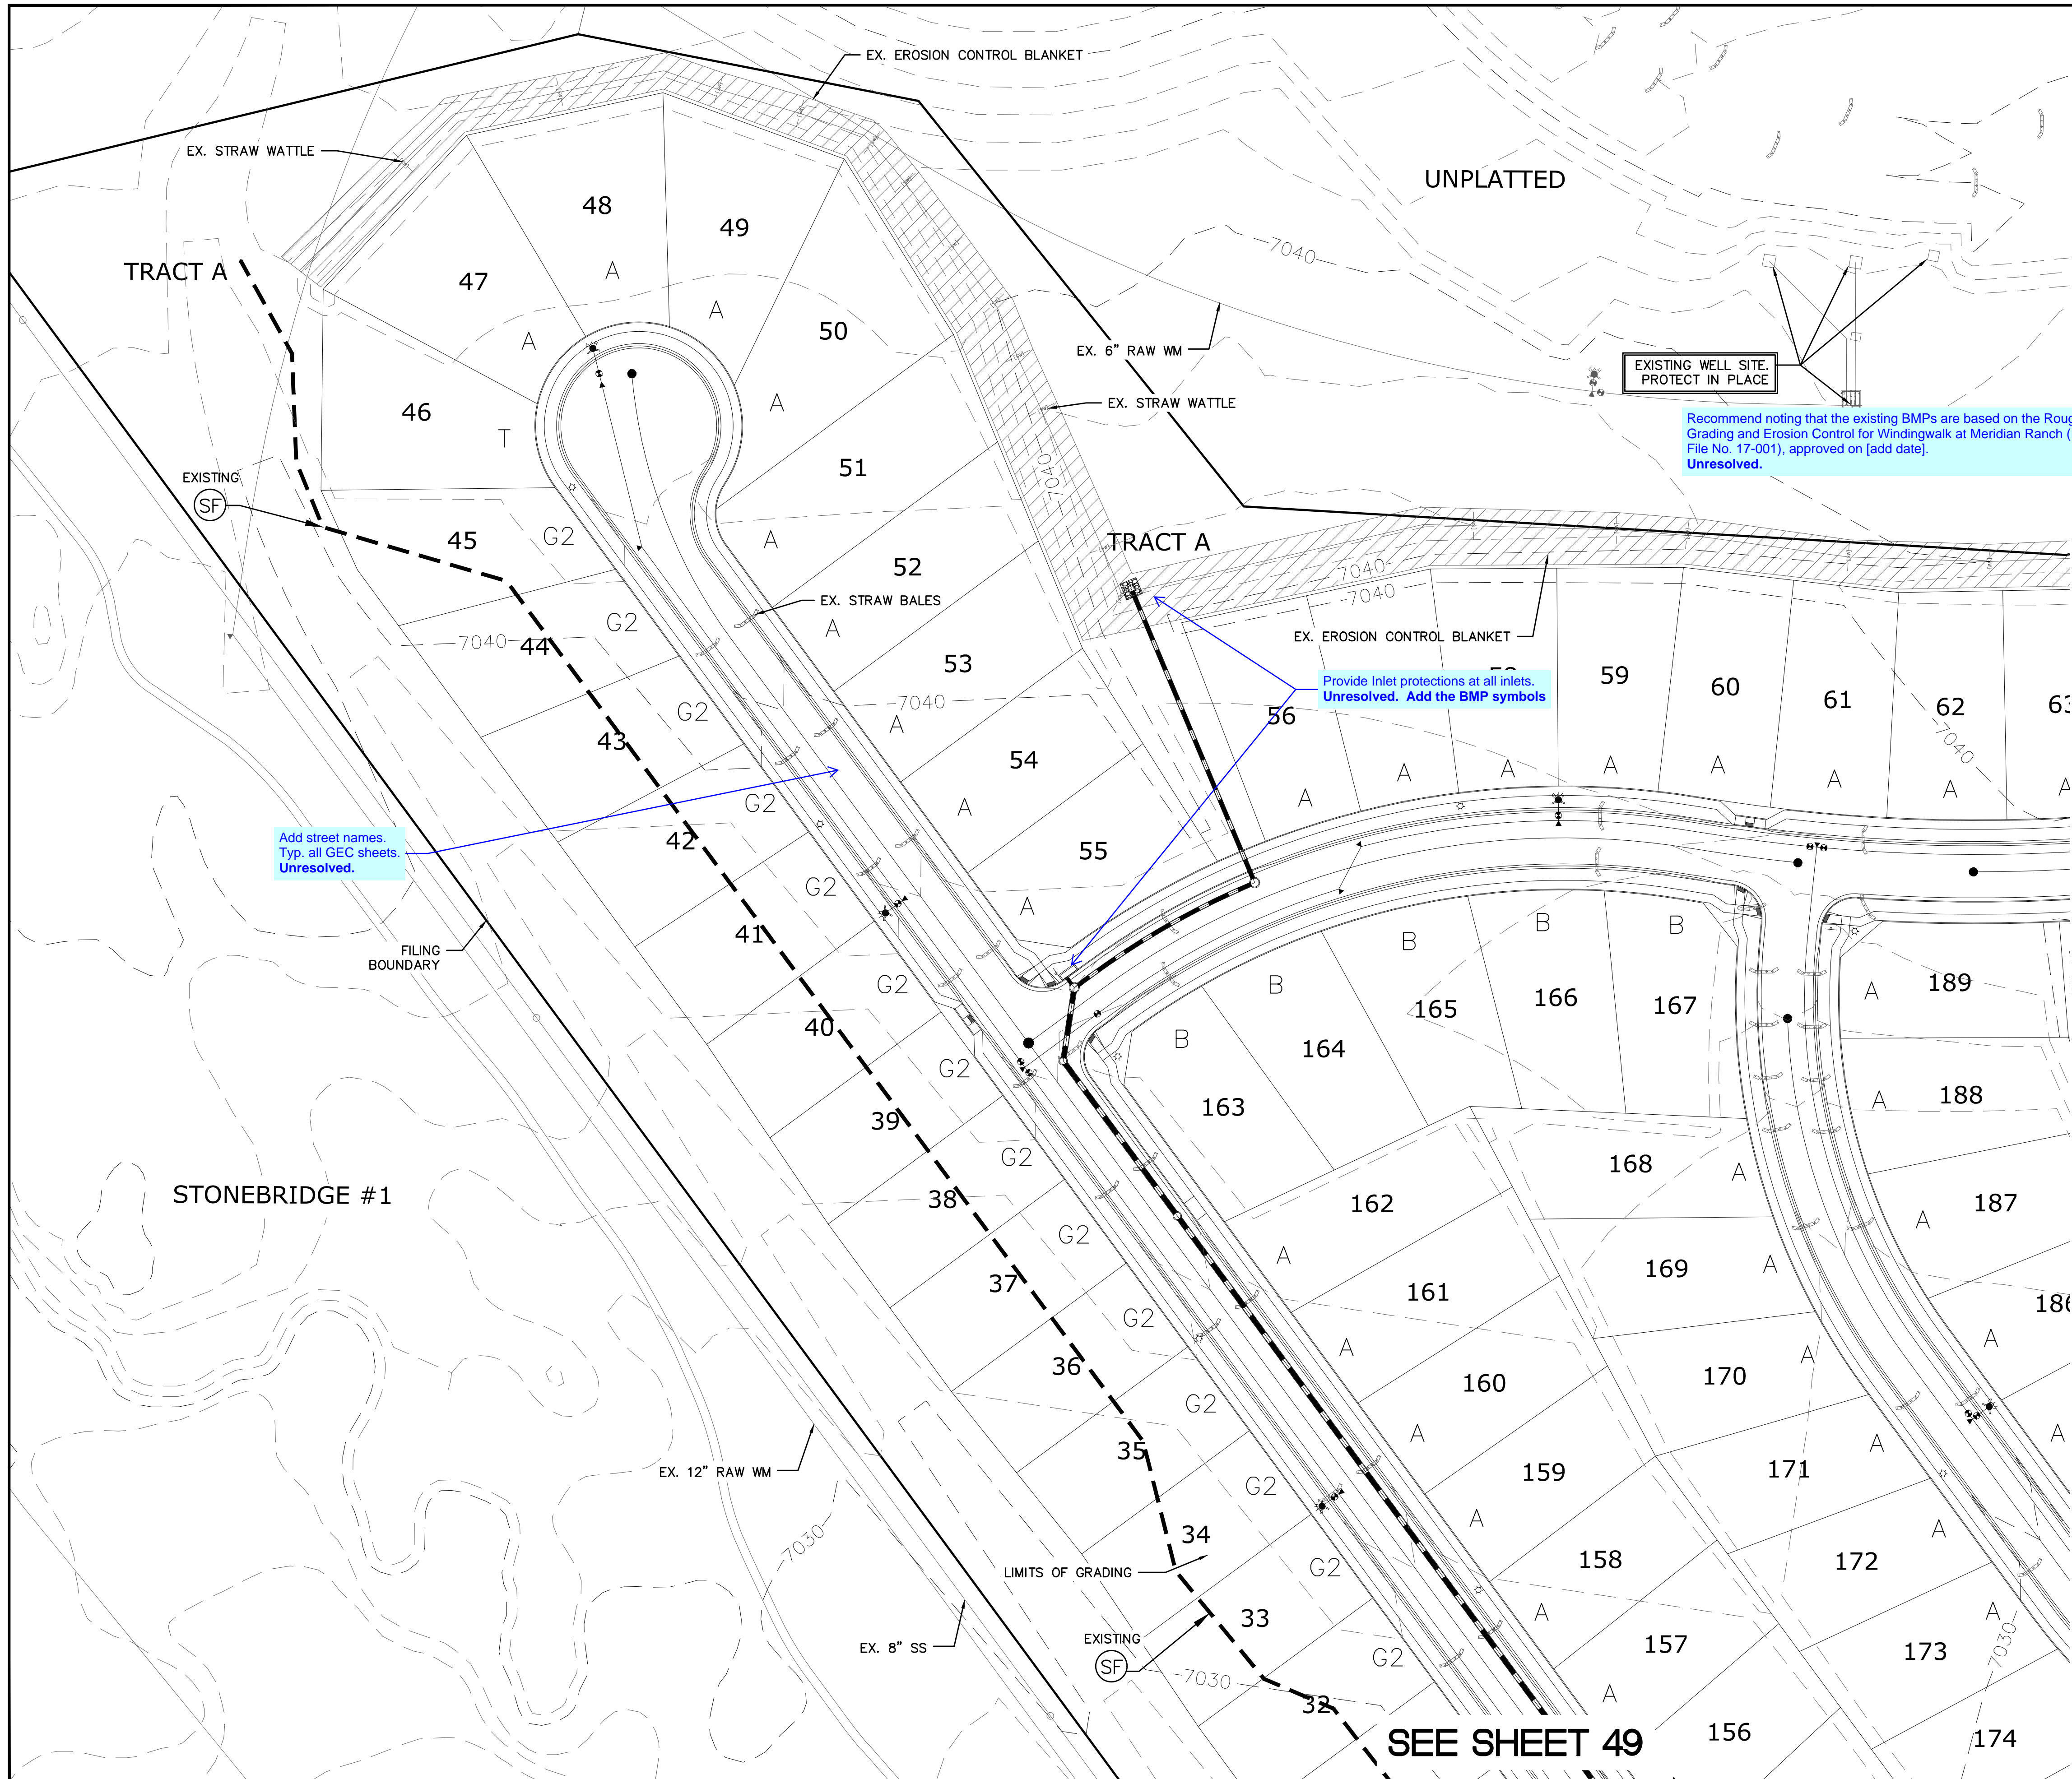 EX. EROSION CONTROL BLANKET
EX. STRAW WATTLE
UNPLATTED
48
49
TRACT A
47
A
A
A
50
7040
EX. 6" RAW WM
EXISTING WELL SITE.
PROTECT IN PLACE
46
T
A
EX. STRAW WATTLE
Recommend noting that the existing BMPs are based on the Roug
Grading and Erosion Control for Windingwalk at Meridian Ranch (
File No. 17-001), approved on [add date].
Unresolved.
EXISTING
SF
51
7040
45
G2
A
TRACT A
52
7040
7040
EX. STRAW BALES
G2
A
EX. EROSION CONTROL BLANKET
7040
44
53
Provide Inlet protections at all inlets.
Unresolved. Add the BMP symbols
59
60
61
62
63
G2
7040
A
56
43
54
7040
A
A
A
A
A
A
A
A
G2
A
Add street names.
Typ. all GEC sheets.
Unresolved.
42
55
G2
A
41
FILING
BOUNDARY
B
B
B
G2
B
165
166
167
A
189
40
B
164
G2
163
A
188
39
G2
168
A
STONEBRIDGE #1
38
162
187
A
G2
A
169
A
37
161
186
G2
A
A
A
36
160
170
G2
A
A
A
35
EX. 12" RAW WM
159
171
G2
A
A
7030
34
LIMITS OF GRADING
158
172
G2
A
A
33
EXISTING
SF
EX. 8" SS
157
173
7030
G2
7030
A
32
SEE SHEET 49
156
174